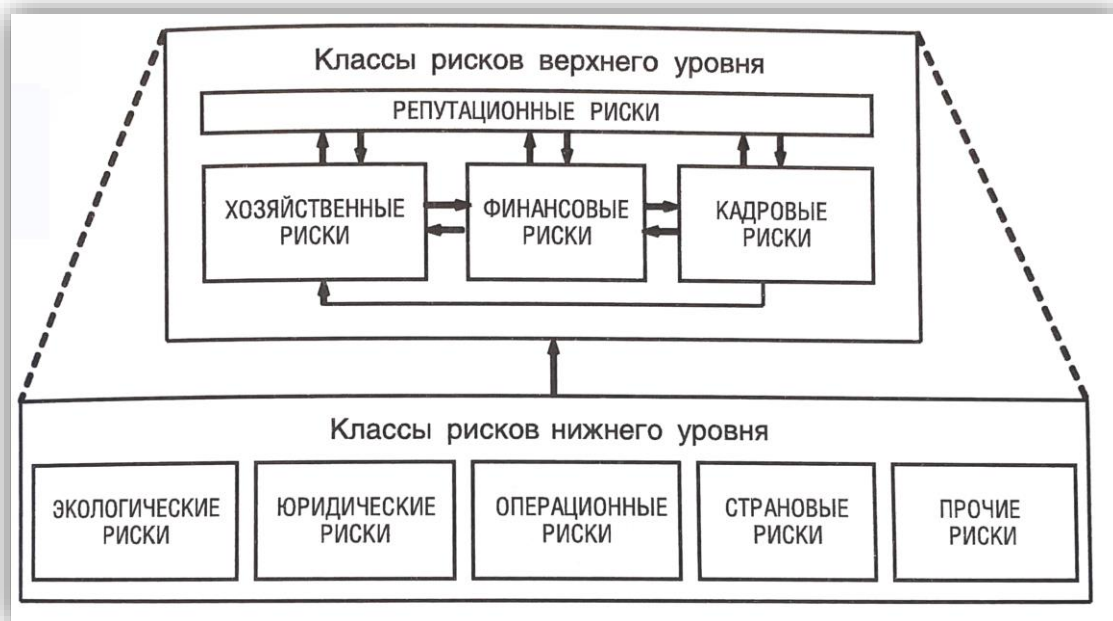 Классы рисков верхнего уровня
РЕПУТАЦИОННЫЕ РИСКИ
ХОЗЯЙСТВЕННЫЕ
РИСКИ
ФИНАНСОВЫЕ
РИСКИ
КАДРОВЫЕ
РИСКИ
Классы рисков нижнего уровня
ЭКОЛОГИЧЕСКИЕ
РИСКИ
ЮРИДИЧЕСКИЕ
РИСКИ
ОПЕРАЦИОННЫЕ
РИСКИ
СТРАНОВЫЕ
РИСКИ
ПРОЧИЕ
РИСКИ